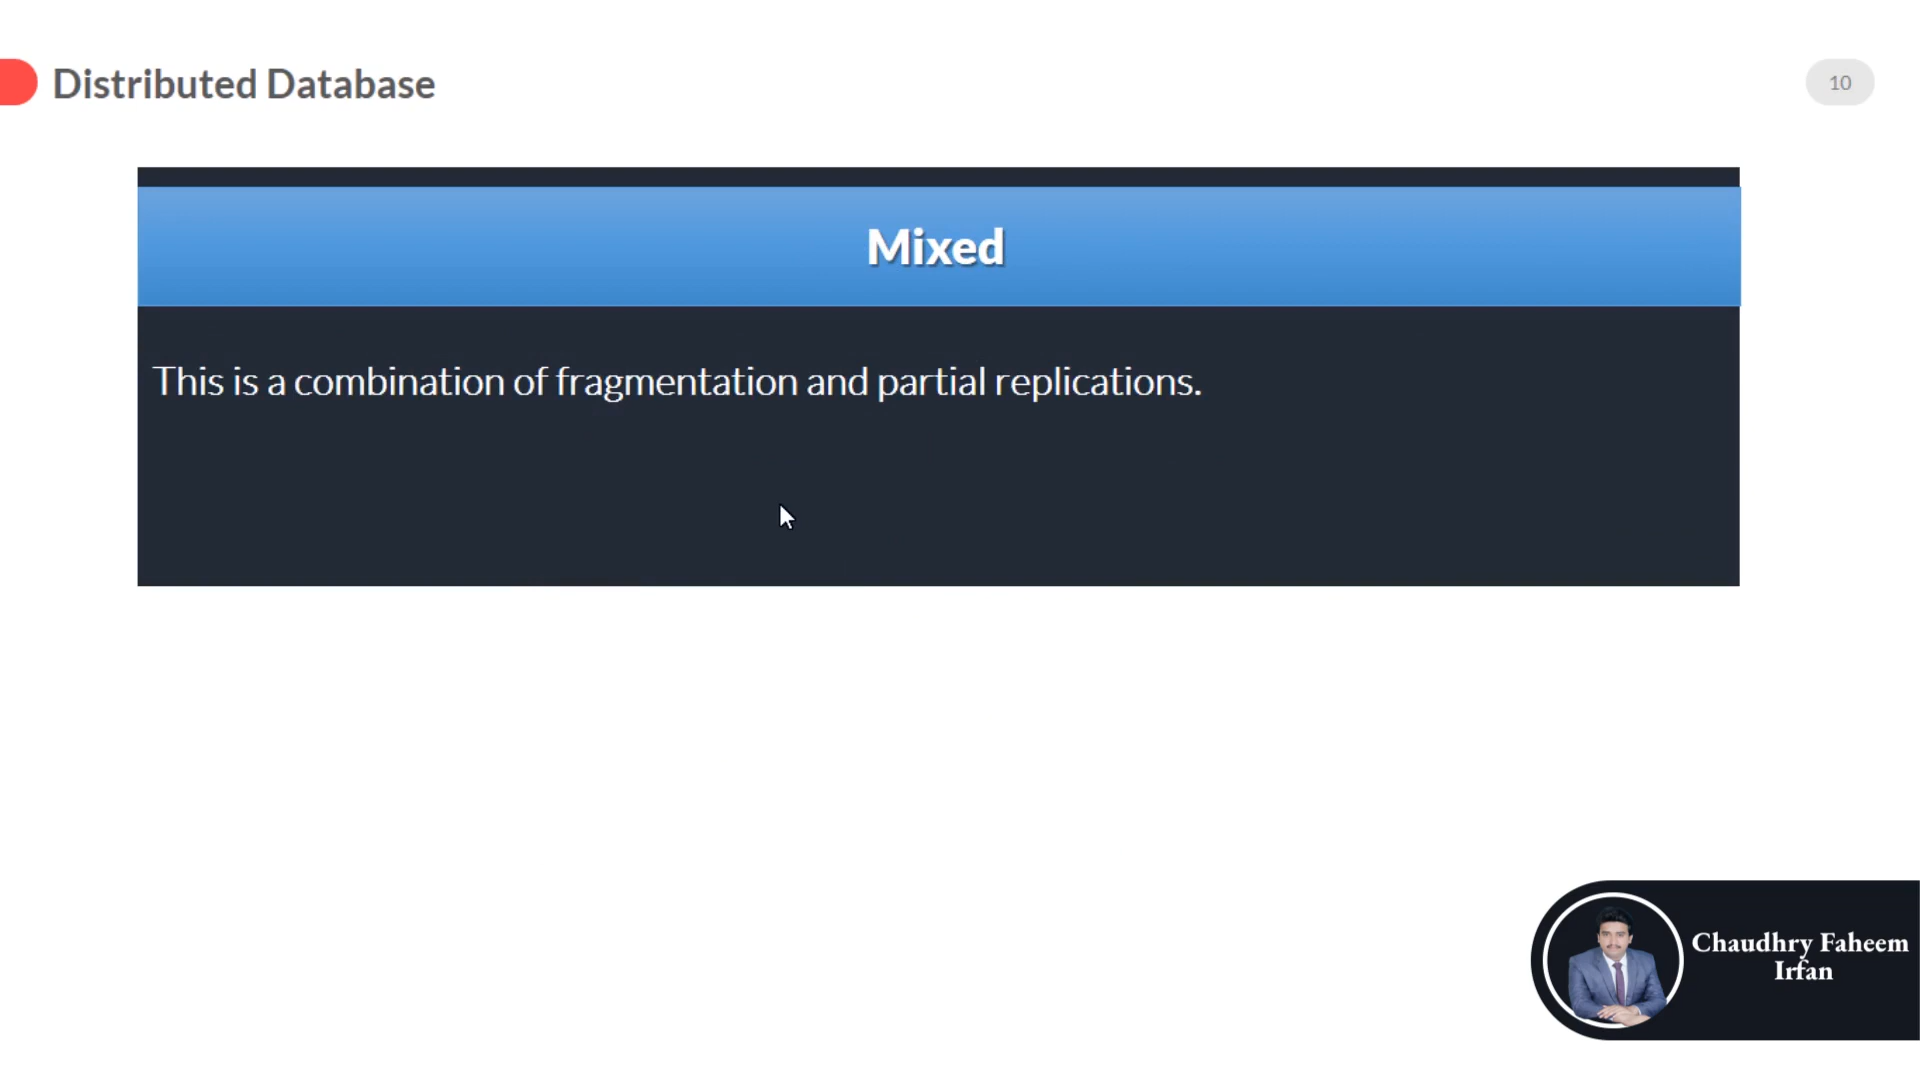 Distributed Database
10
Mixed
This is a combination of fragmentation and partial replications.
Chaudhry Faheem
Irfan